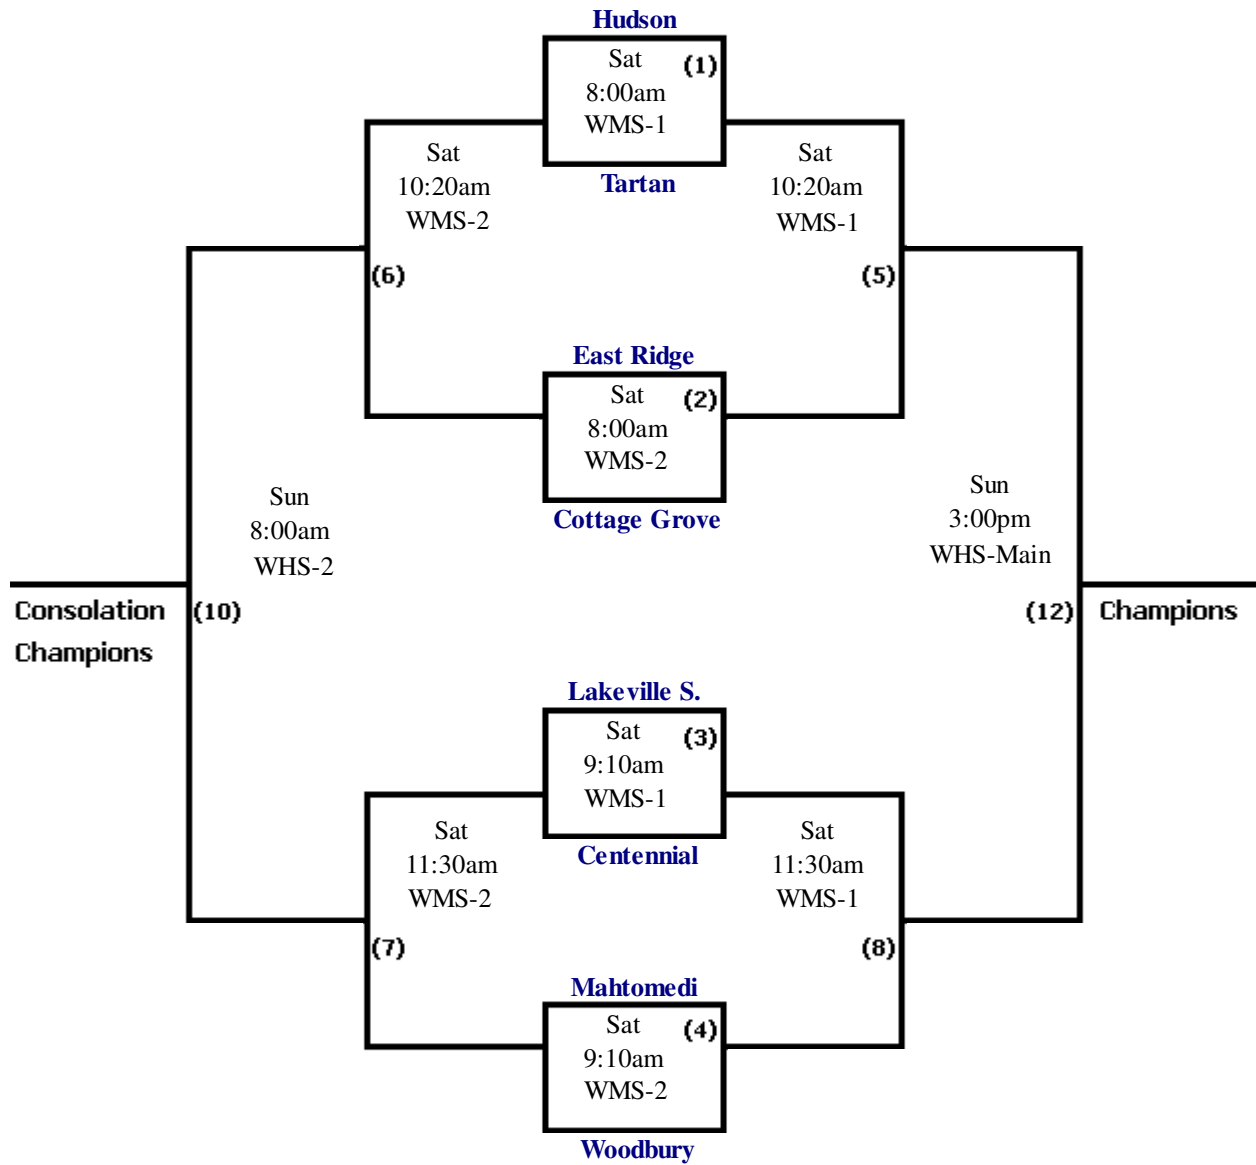 Hudson
Sat (1)
8:00am
WMS-1
Tartan
Sat
10:20am
WMS-2
(6)
Sat
10:20am
WMS-1
(5)
East Ridge
Sat (2)
8:00am
WMS-2
Cottage Grove
Sun
8:00am
WHS-2
(10)
Consolation
Champions
Sun
3:00pm
WHS-Main
(12)
Champions
Lakeville S.
Sat (3)
9:10am
WMS-1
Centennial
Sat
11:30am
WMS-2
(7)
Sat
11:30am
WMS-1
(8)
Mahtomedi
Sat (4)
9:10am
WMS-2
Woodbury